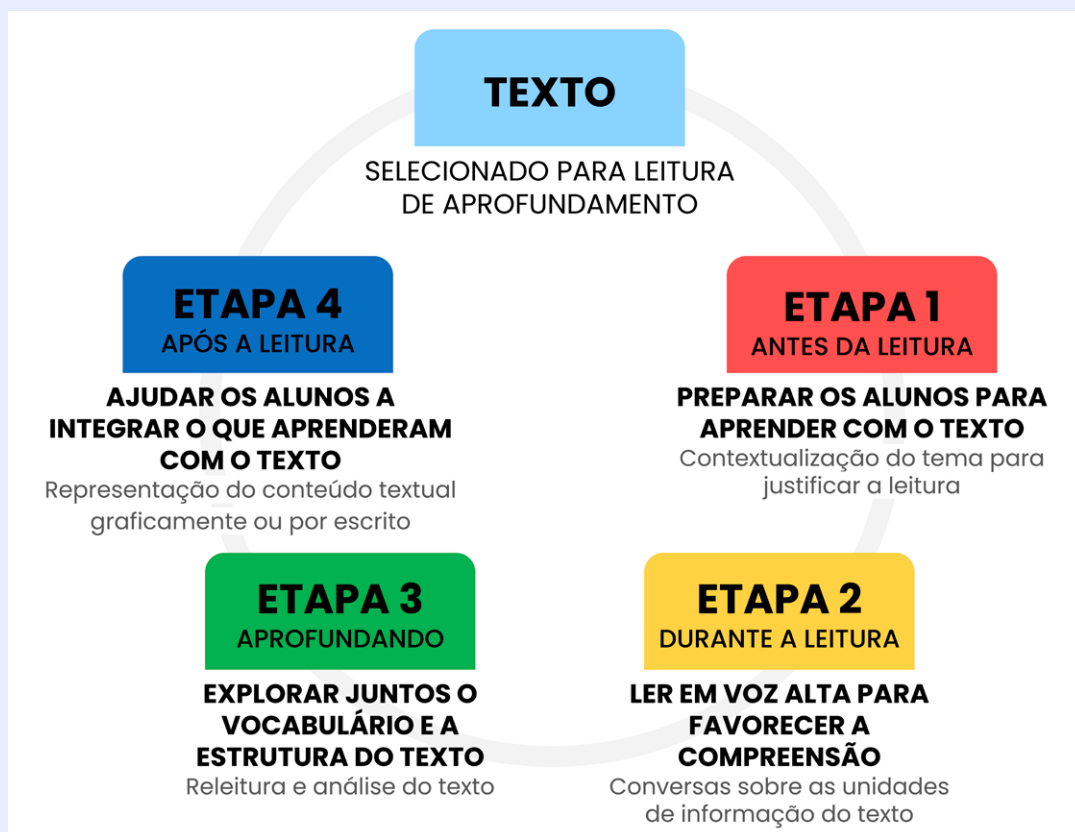 TEXTO
SELECIONADO PARA LEITURA
DE APROFUNDAMENTO
ETAPA 1
ANTES DA LEITURA
PREPARAR OS ALUNOS PARA
APRENDER COM O TEXTO
Contextualização do tema para
justificar a leitura
ETAPA 2
DURANTE A LEITURA
LER EM VOZ ALTA PARA
FAVORECER A
COMPREENSÃO
Conversas sobre as unidades
de informação do texto
ETAPA 3
APROFUNDANDO
EXPLORAR JUNTOS O
VOCABULÁRIO E A
ESTRUTURA DO TEXTO
Releitura e análise do texto
ETAPA 4
APÓS A LEITURA
AJUDAR OS ALUNOS A
INTEGRAR O QUE APRENDERAM
COM O TEXTO
Representação do conteúdo textual
graficamente ou por escrito